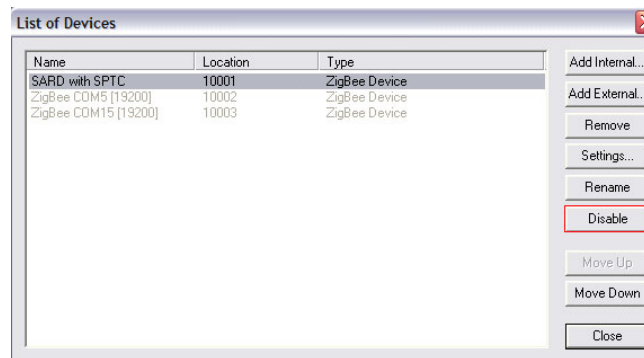 List of Devices
Name Location Type
SARD with SPTC 10001 ZigBee Device
ZigBee COM5 [19200] 10002 ZigBee Device
ZigBee COM15 [19200] 10003 ZigBee Device
Add Internal...
Add External..
Remove
Settings...
Rename
Disable
Move Up
Move Down
Close